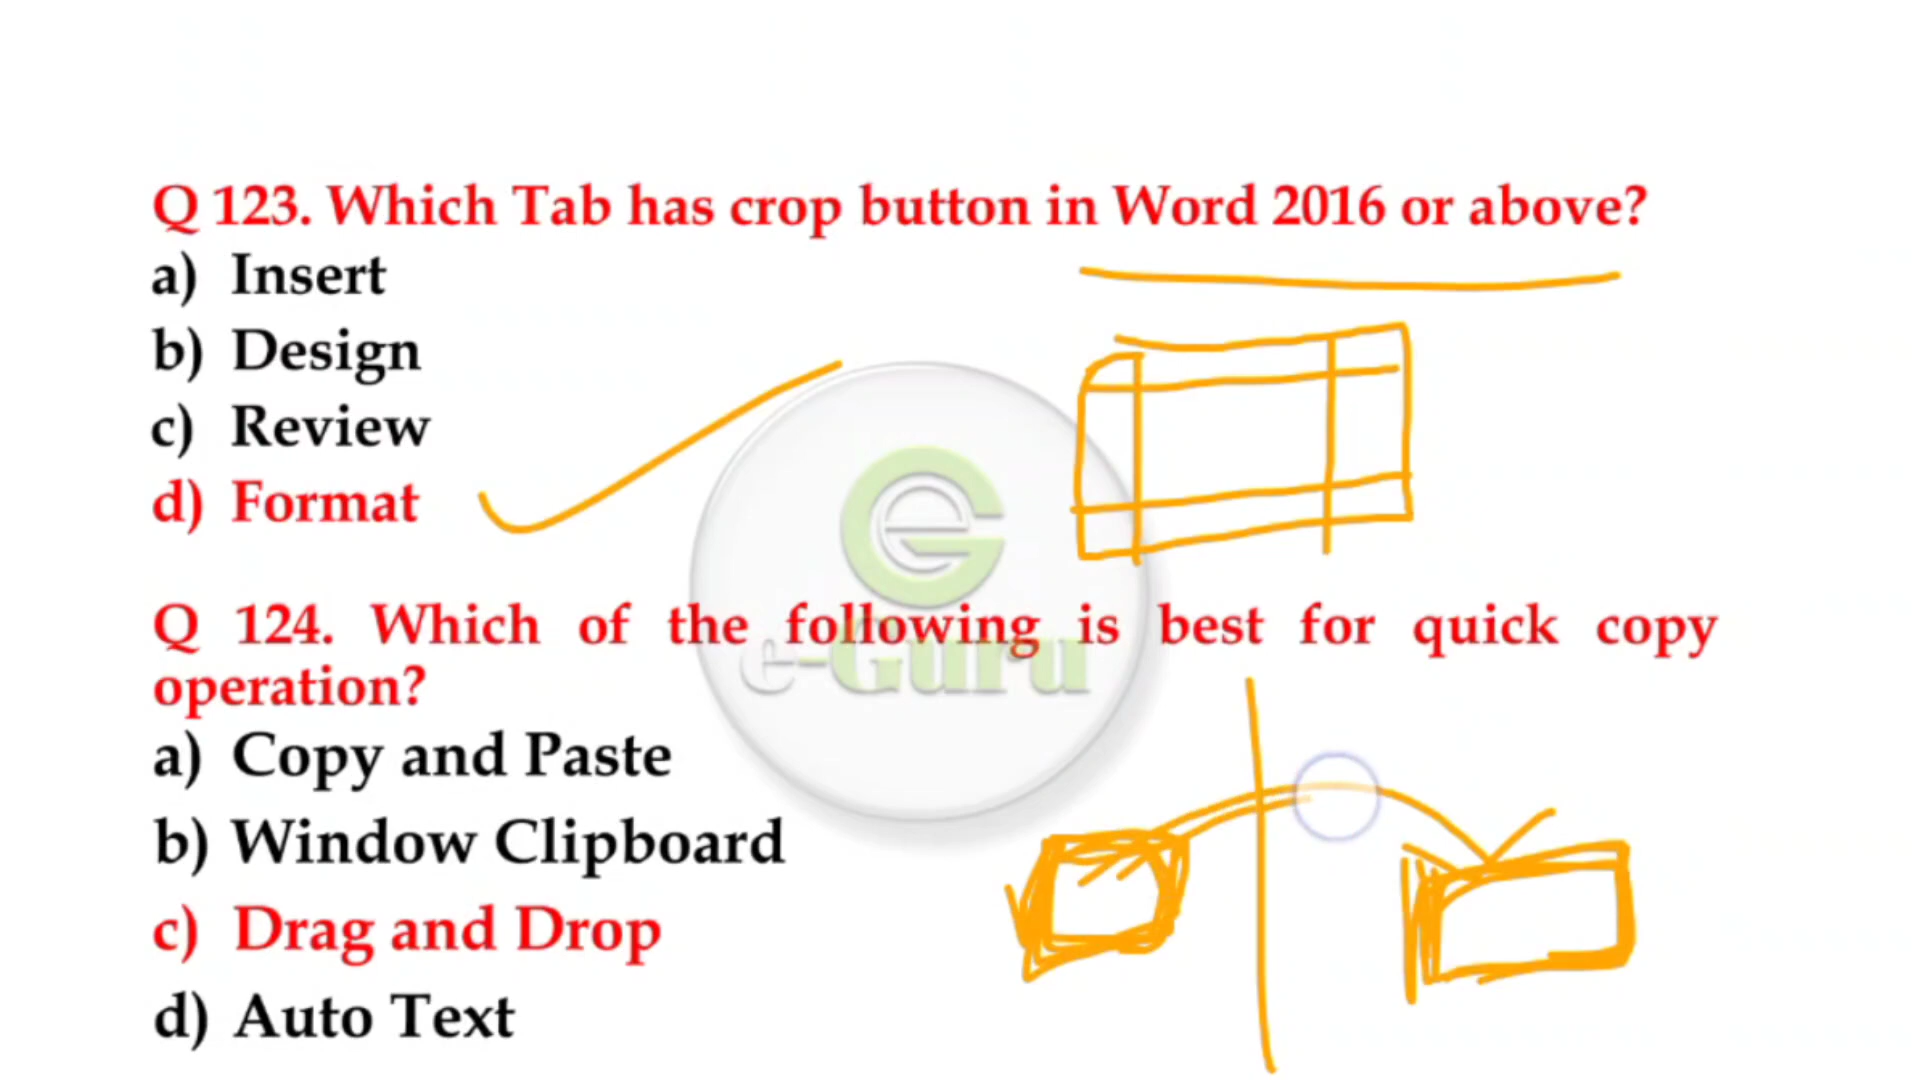 Q 123. Which Tab has crop button in Word 2016 or above?
a) Insert
b) Design
c) Review
d) Format
Q 124. Which of the following is best for quick copy
operation?
e-Guru
a) Copy and Paste
b) Window Clipboard
c) Drag and Drop
d) Auto Text